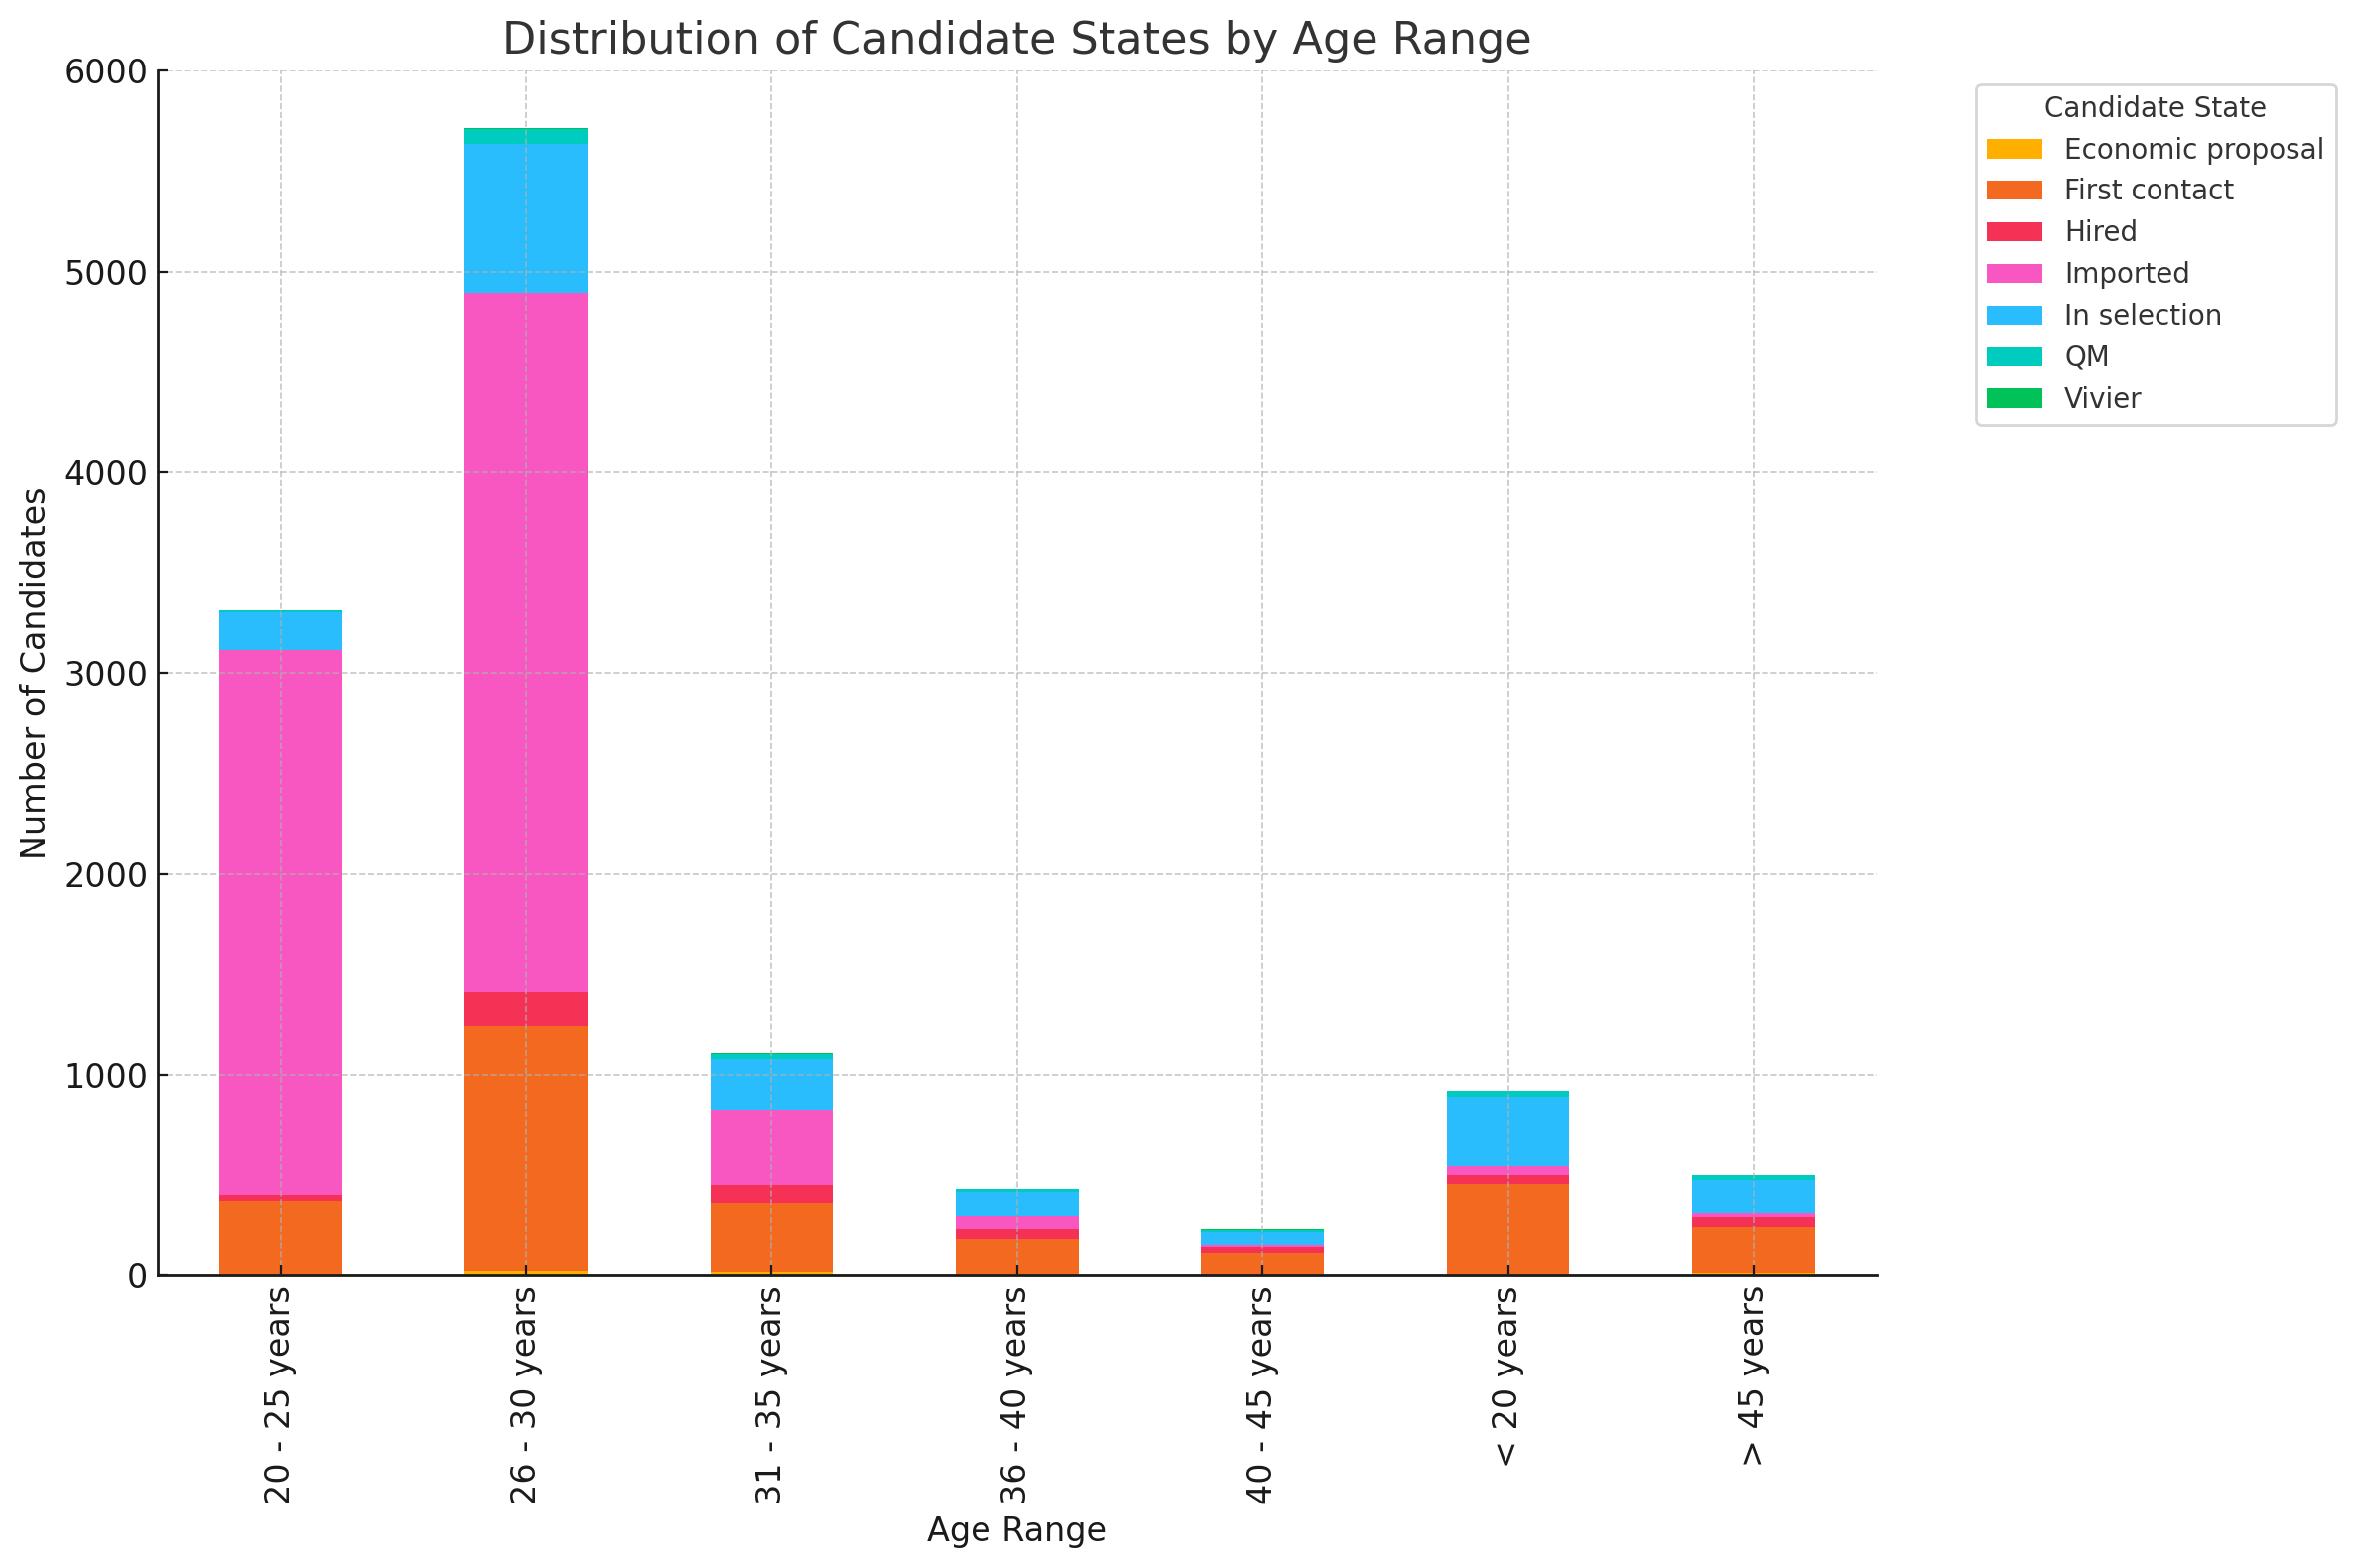 Distribution of Candidate States by Age Range
6000
5000
4000
3000
2000
1000
0
Number of Candidates
20 - 25 years
26 - 30 years
31 - 35 years
36 - 40 years
40 - 45 years
< 20 years
> 45 years
Age Range
Candidate State
Economic proposal
First contact
Hired
Imported
In selection
QM
Vivier